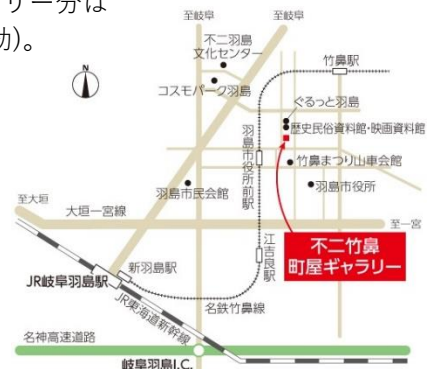 リー分は
助)。
至岐阜
至岐阜
不二羽島
文化センター
竹鼻駅
コスモパーク羽島
ぐるっと羽島
歴史民俗資料館・映画資料館
羽島市役所前駅
竹鼻まつり山車会館
羽島市民会館
羽島市役所
至大垣
大垣一宮線
至一宮
江吉良駅
不二竹鼻
町屋ギャラリー
新羽島駅
JR岐阜羽島駅
名鉄竹鼻線
JR東海道新幹線
名神高速道路
岐阜羽島I.C.